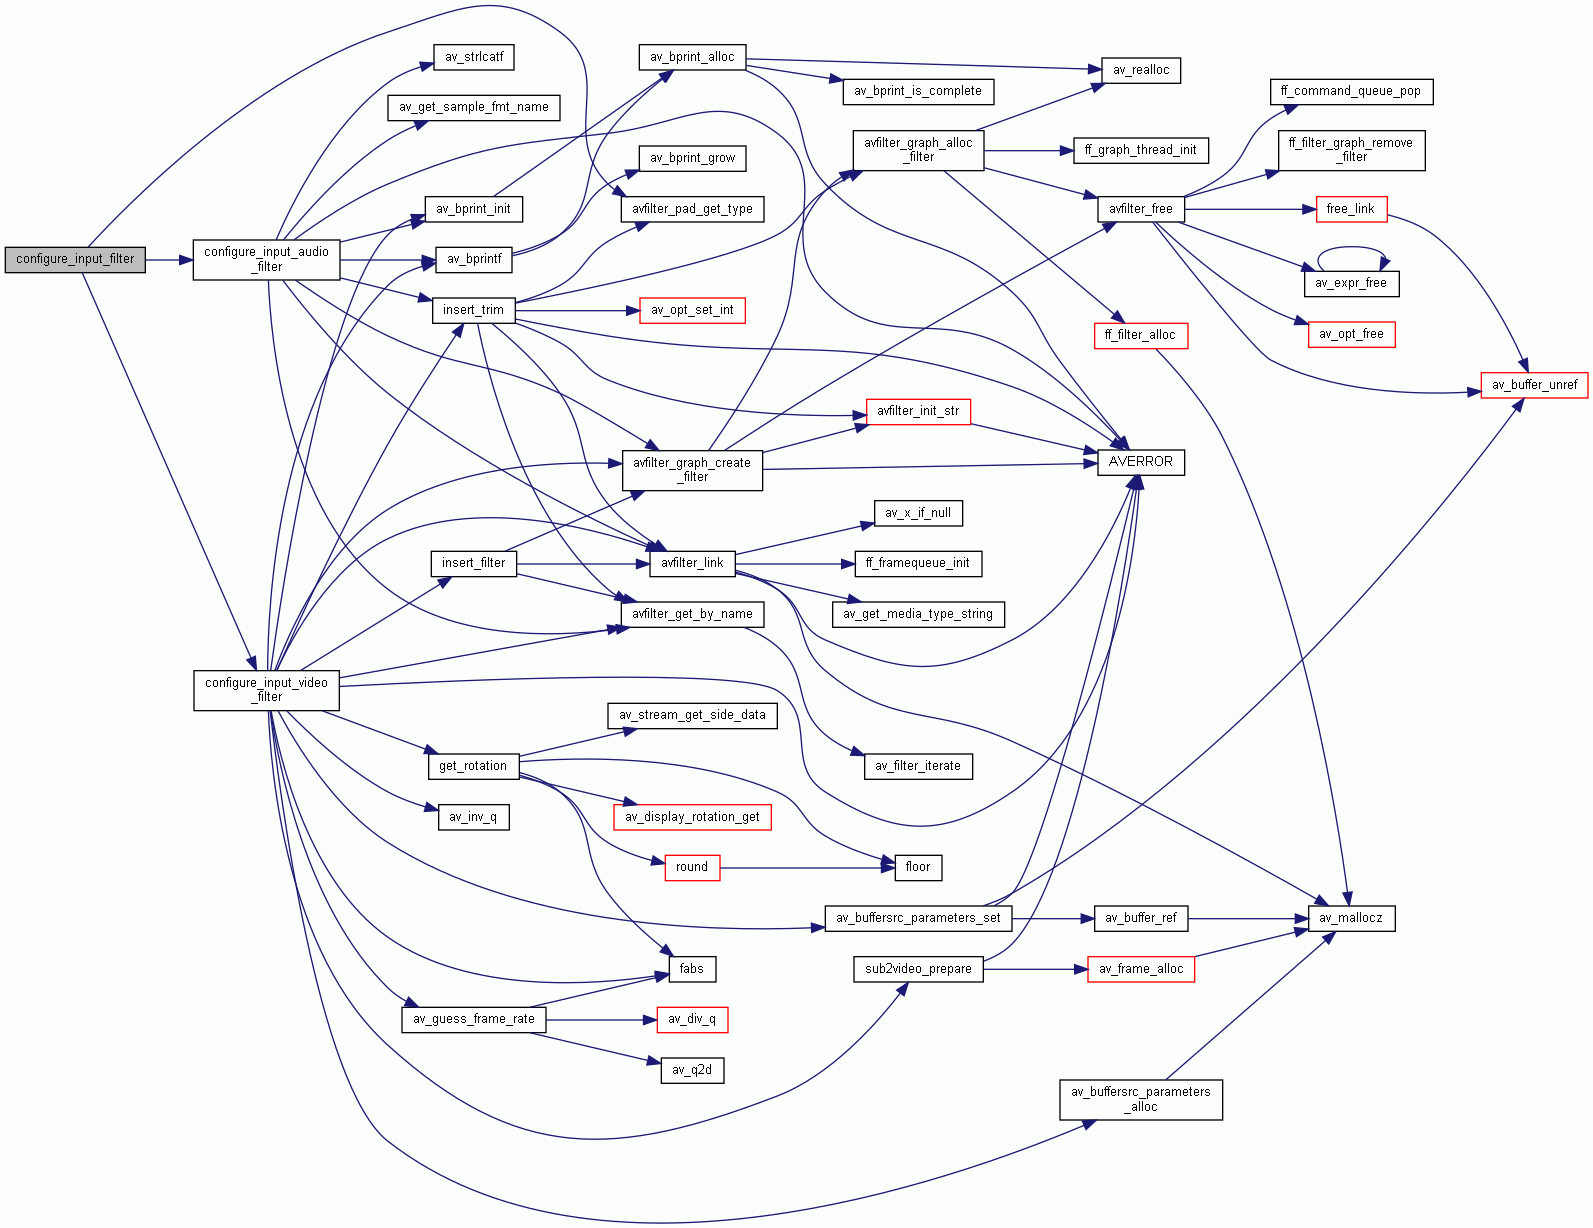 configure_input_filter
configure_input_audio
_filter
configure_input_video
_filter
av_strlcatf
av_get_sample_fmt_name
av_bprint_init
av_bprintf
insert_trim
insert_filter
get_rotation
av_inv_q
av_guess_frame_rate
av_bprint_alloc
av_bprint_grow
avfilter_pad_get_type
av_opt_set_int
avfilter_graph_create
_filter
avfilter_link
avfilter_get_by_name
av_stream_get_side_data
av_display_rotation_get
round
fabs
av_div_q
av_q2d
av_bprint_is_complete
avfilter_graph_alloc
_filter
avfilter_init_str
av_x_if_null
ff_framequeue_init
av_get_media_type_string
av_filter_iterate
floor
av_buffersrc_parameters_set
sub2video_prepare
av_realloc
ff_graph_thread_init
avfilter_free
ff_filter_alloc
AVERROR
av_buffer_ref
av_frame_alloc
av_buffersrc_parameters
_alloc
ff_command_queue_pop
ff_filter_graph_remove
_filter
free_link
av_expr_free
av_opt_free
av_mallocz
av_buffer_unref